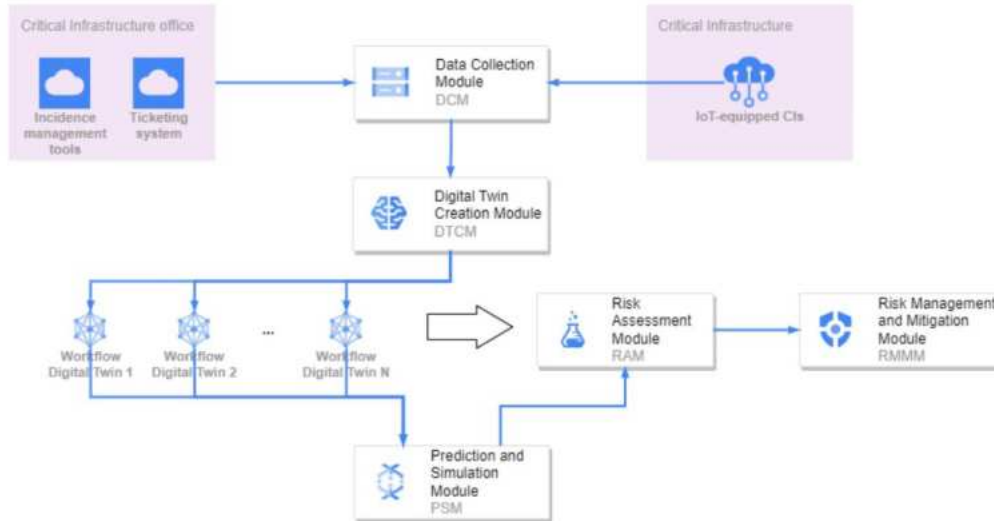 Critical Infrastructure office
Incidence
management
tools
Ticketing
system
Data Collection
Module
DCM
Critical Infrastructure
IoT-equipped CIs
Digital Twin
Creation Module
DTCM
Workflow
Digital Twin 1
Workflow
Digital Twin 2
...
Workflow
Digital Twin N
Risk
Assessment
Module
RAM
Risk Management
and Mitigation
Module
RMMM
Prediction and
Simulation
Module
PSM